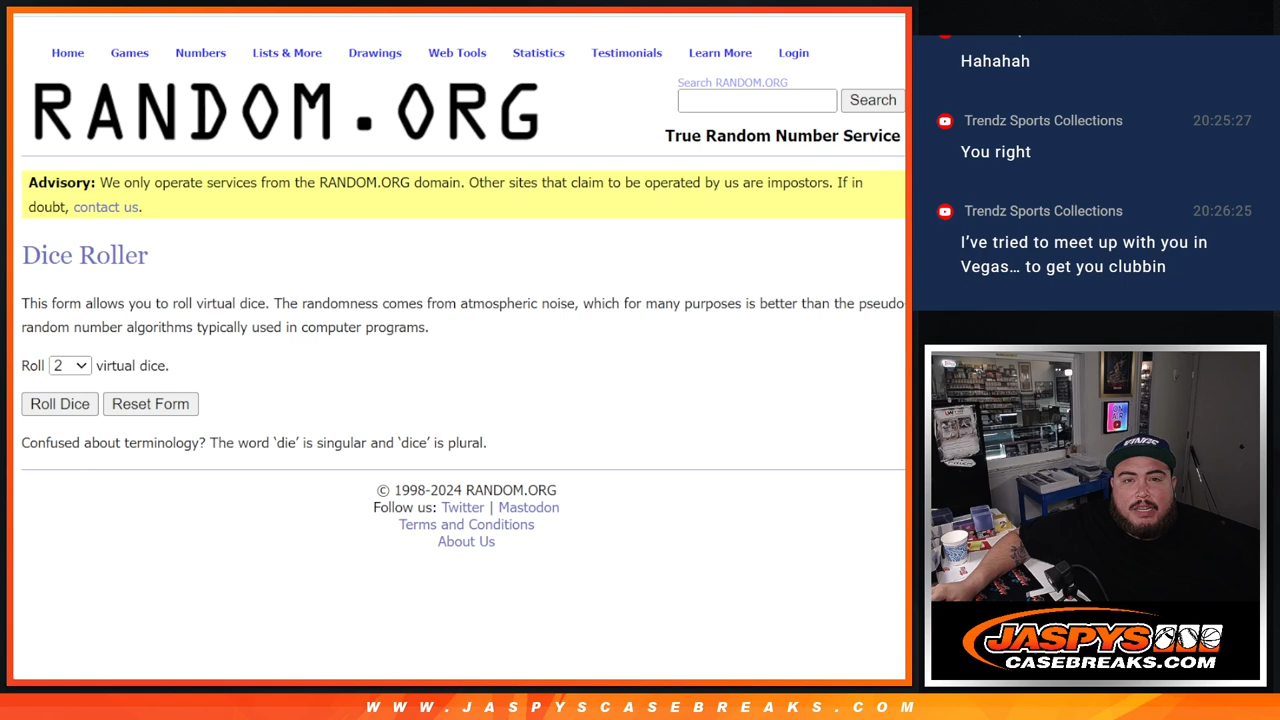 Home Games Numbers Lists & More Drawings Web Tools Statistics Testimonials Learn More Login
RANDOM.ORG
Search RANDOM.ORG
Search
True Random Number Service
Advisory: We only operate services from the RANDOM.ORG domain. Other sites that claim to be operated by us are impostors. If in
doubt, contact us.
Dice Roller
This form allows you to roll virtual dice. The randomness comes from atmospheric noise, which for many purposes is better than the pseudo-
random number algorithms typically used in computer programs.
Roll 2 virtual dice.
Roll Dice Reset Form
Confused about terminology? The word ‘die’ is singular and ‘dice’ is plural.
© 1998-2024 RANDOM.ORG
Follow us: Twitter | Mastodon
Terms and Conditions
About Us
Hahahah
Trendz Sports Collections 20:25:27
You right
Trendz Sports Collections 20:26:25
I’ve tried to meet up with you in
Vegas… to get you clubbin
JASPYS
CASEBREAKS.COM
WWW.JASPYSCASEBREAKS.COM